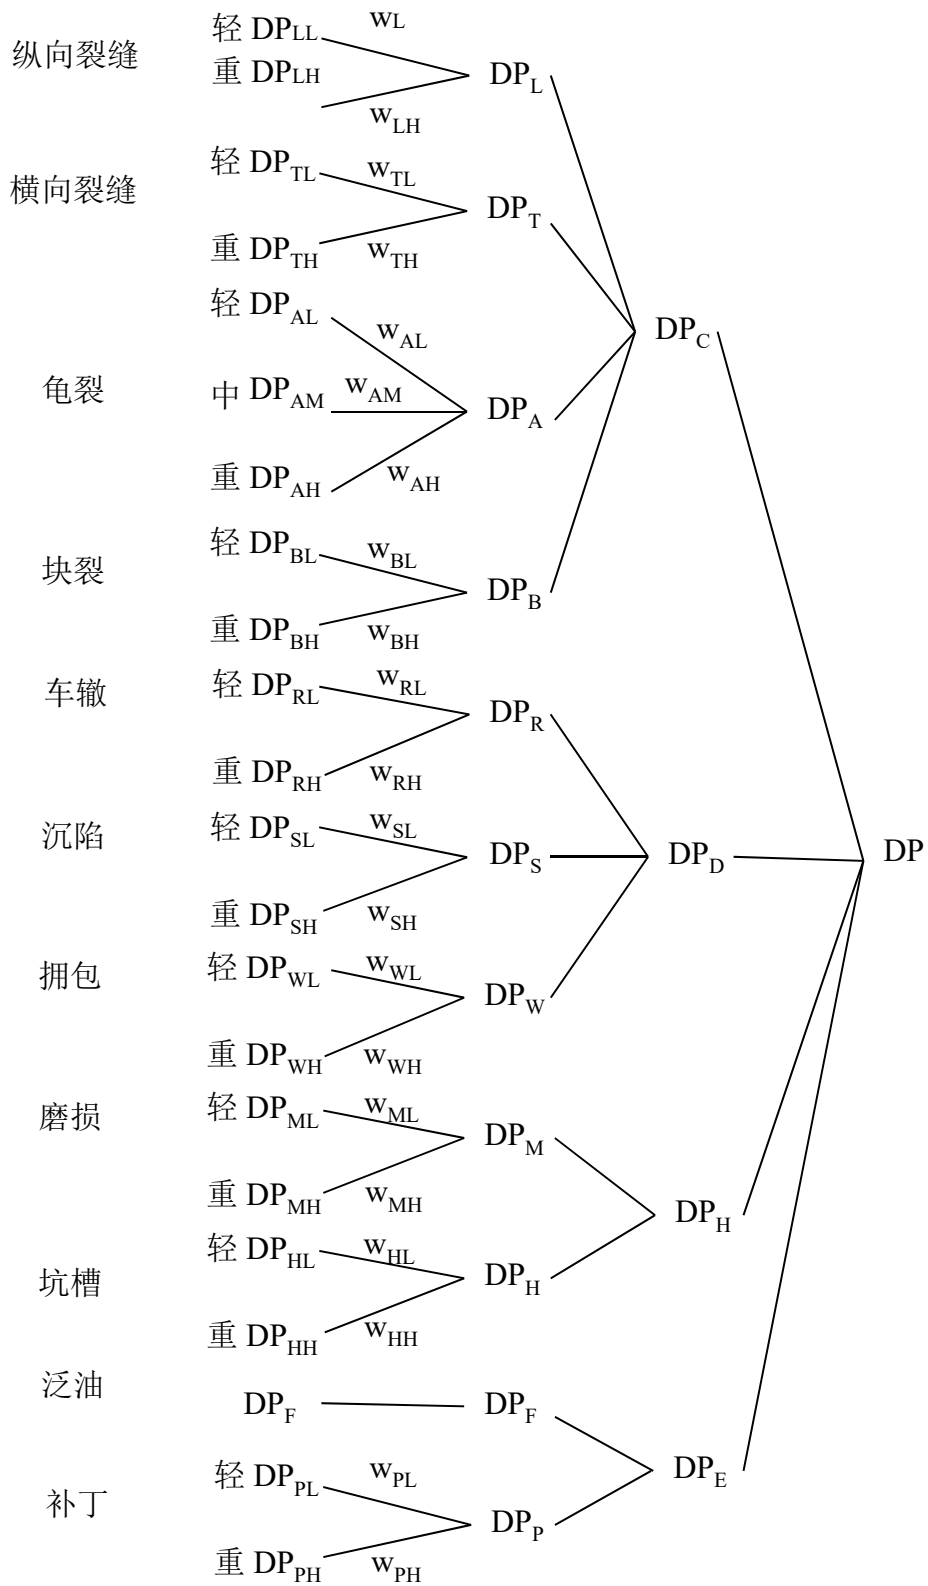 轻 DPLL
wL
纵向裂缝
重 DPLH
DPL
wLH
轻 DPTL
wTL
横向裂缝
DPT
重 DPTH
wTH
轻 DPAL
wAL
DPC
龟裂
中 DPAM
wAM
DPA
重 DPAH
wAH
轻 DPBL
wBL
块裂
DPB
重 DPBH
wBH
车辙
轻 DPRL
wRL
DPR
重 DPRH
wRH
沉陷
轻 DPSL
wSL
DPS
DPD
DP
重 DPSH
wSH
拥包
轻 DPWL
wWL
DPW
重 DPWH
wWH
磨损
轻 DPML
wML
DPM
重 DPMH
wMH
DPH
轻 DPHL
wHL
坑槽
DPH
重 DPHH
wHH
泛油
DPF
DPF
轻 DPPL
wPL
DPE
补丁
DPP
重 DPPH
wPH